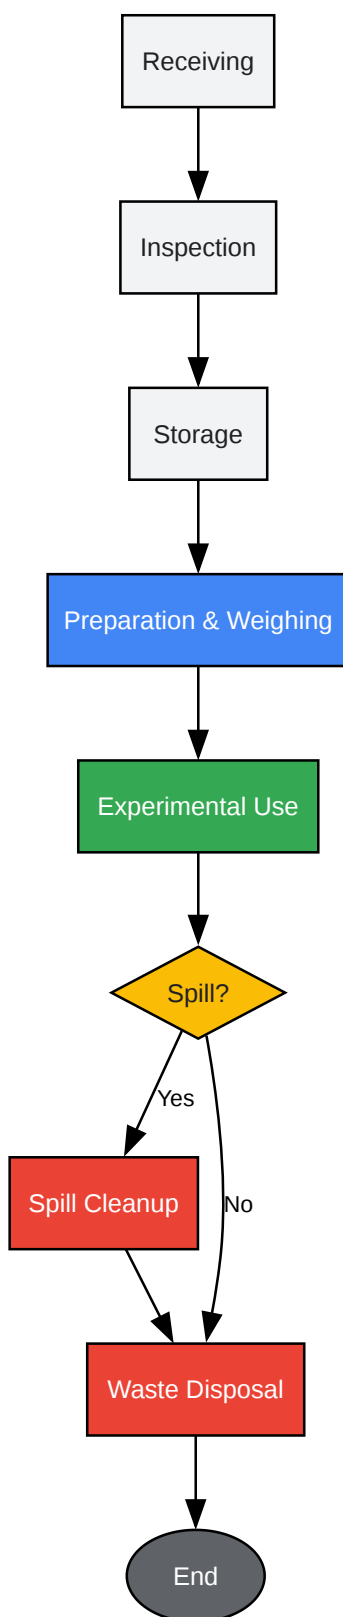 Receiving
Inspection
Storage
Preparation & Weighing
Experimental Use
Spill?
Yes
Spill Cleanup
No
Waste Disposal
End